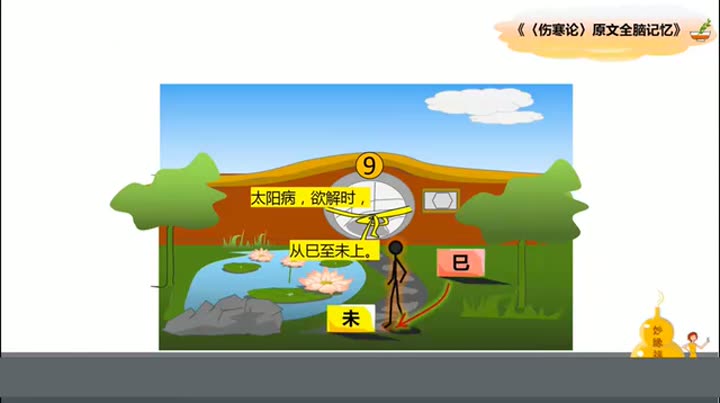 《〈伤寒论〉原文全脑记忆》
9
太阳病，欲解时，
从巳至未上。
巳
未